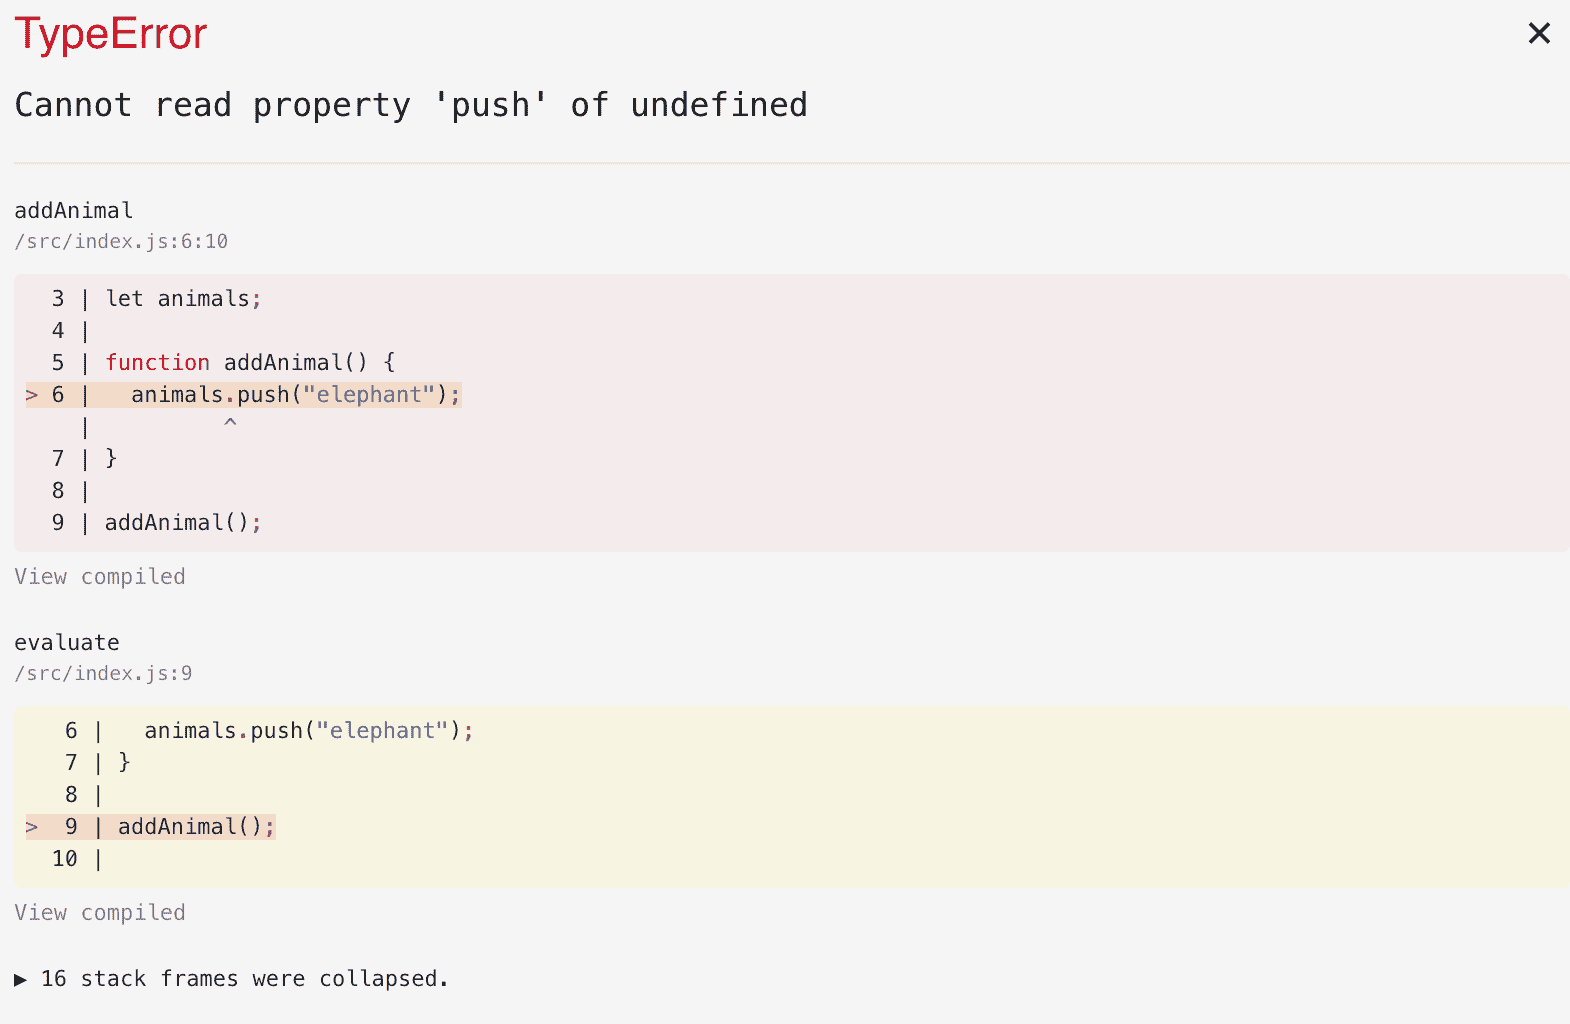 TypeError
✕
Cannot read property 'push' of undefined
addAnimal
/src/index.js:6:10
  3 | let animals;
  4 |
  5 | function addAnimal() {
> 6 |   animals.push("elephant");
    |          ^
  7 | }
  8 |
  9 | addAnimal();
View compiled
evaluate
/src/index.js:9
   6 |   animals.push("elephant");
   7 | }
   8 |
>  9 | addAnimal();
  10 |
View compiled
▶ 16 stack frames were collapsed.